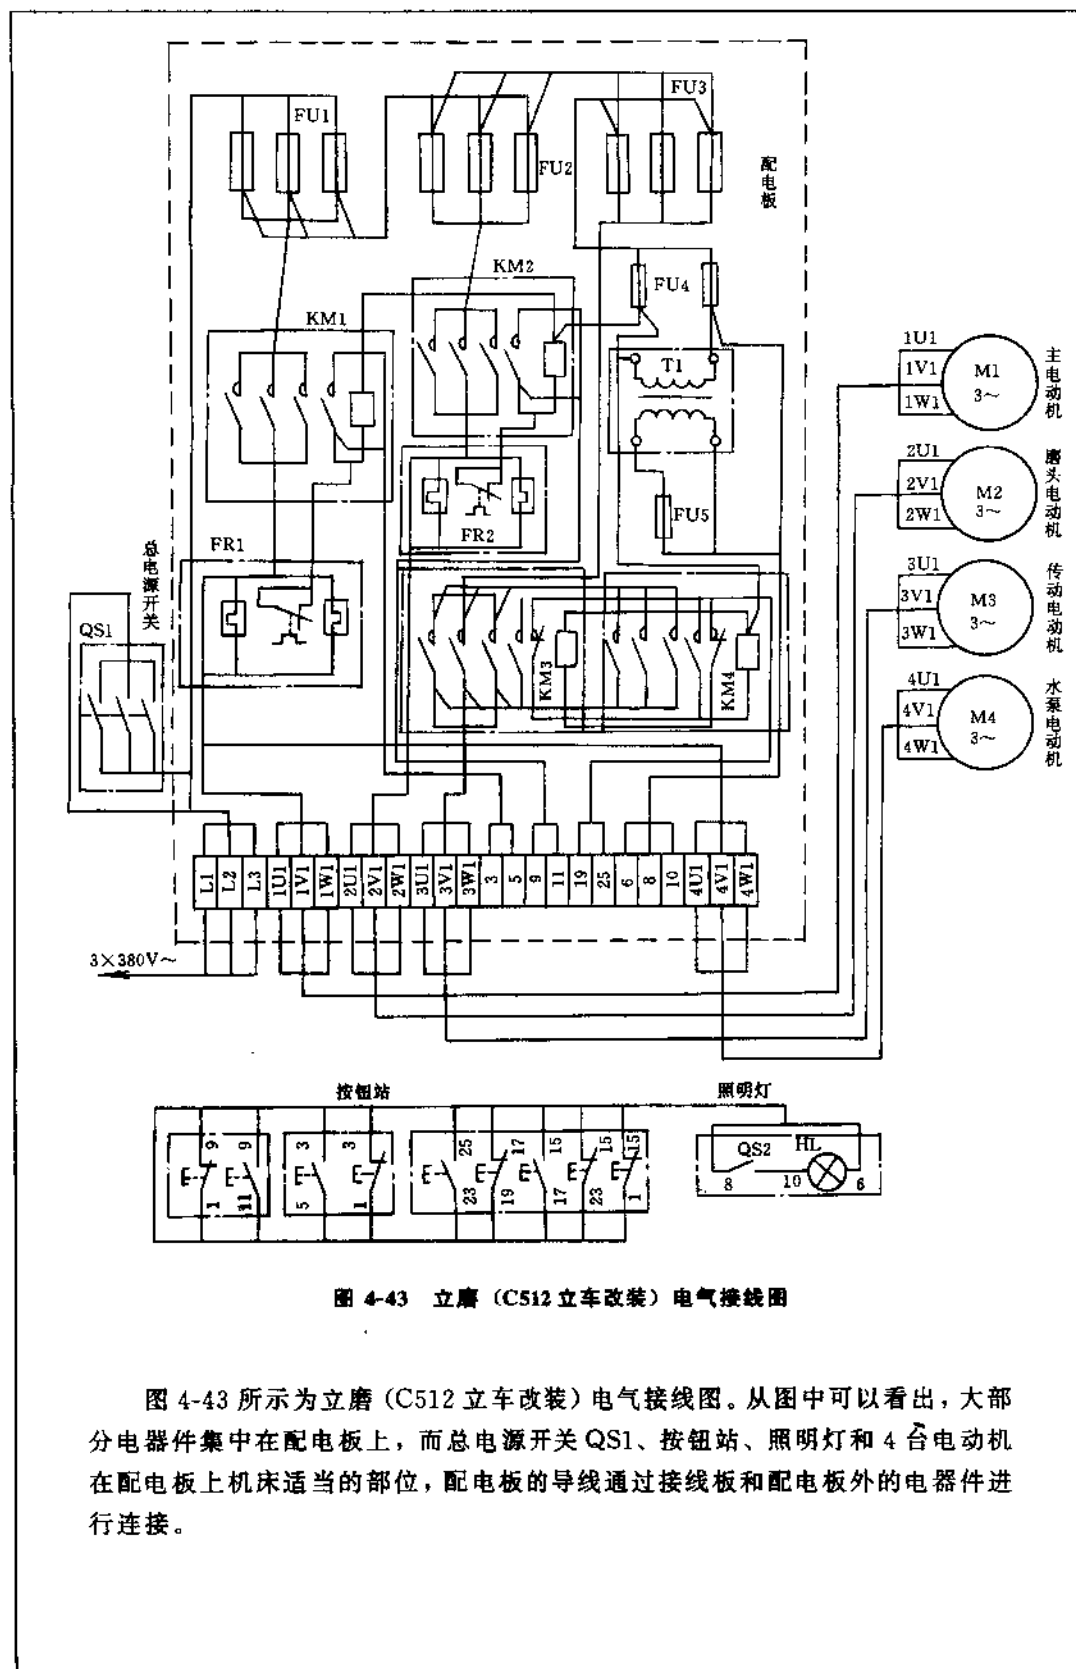 FU1
FU2
FU3
配电板
KM2
FU4
KM1
T1
1U1
1V1
1W1
M1
3～
主电动机
2U1
2V1
2W1
M2
3～
磨头电动机
FU5
FR2
FR1
总电源开关
QS1
3U1
3V1
3W1
M3
3～
传动电动机
KM3
KM4
4U1
4V1
4W1
M4
3～
水泵电动机
L1 L2 L3 1U1 1V1 1W1 2U1 2V1 2W1 3U1 3V1 3W1 3 5 9 11 19 25 6 8 10 4U1 4V1 4W1
3×380V～
按钮站
照明灯
9 9 3 3 25 17 15 15 15
1 11 5 1 23 19 17 23 1
QS2 HL
8 10 6
图 4-43 立磨（C512 立车改装）电气接线图
图 4-43 所示为立磨（C512 立车改装）电气接线图。从图中可以看出，大部
分电器件集中在配电板上，而总电源开关 QS1、按钮站、照明灯和 4 台电动机
在配电板上机床适当的部位，配电板的导线通过接线板和配电板外的电器件进
行连接。